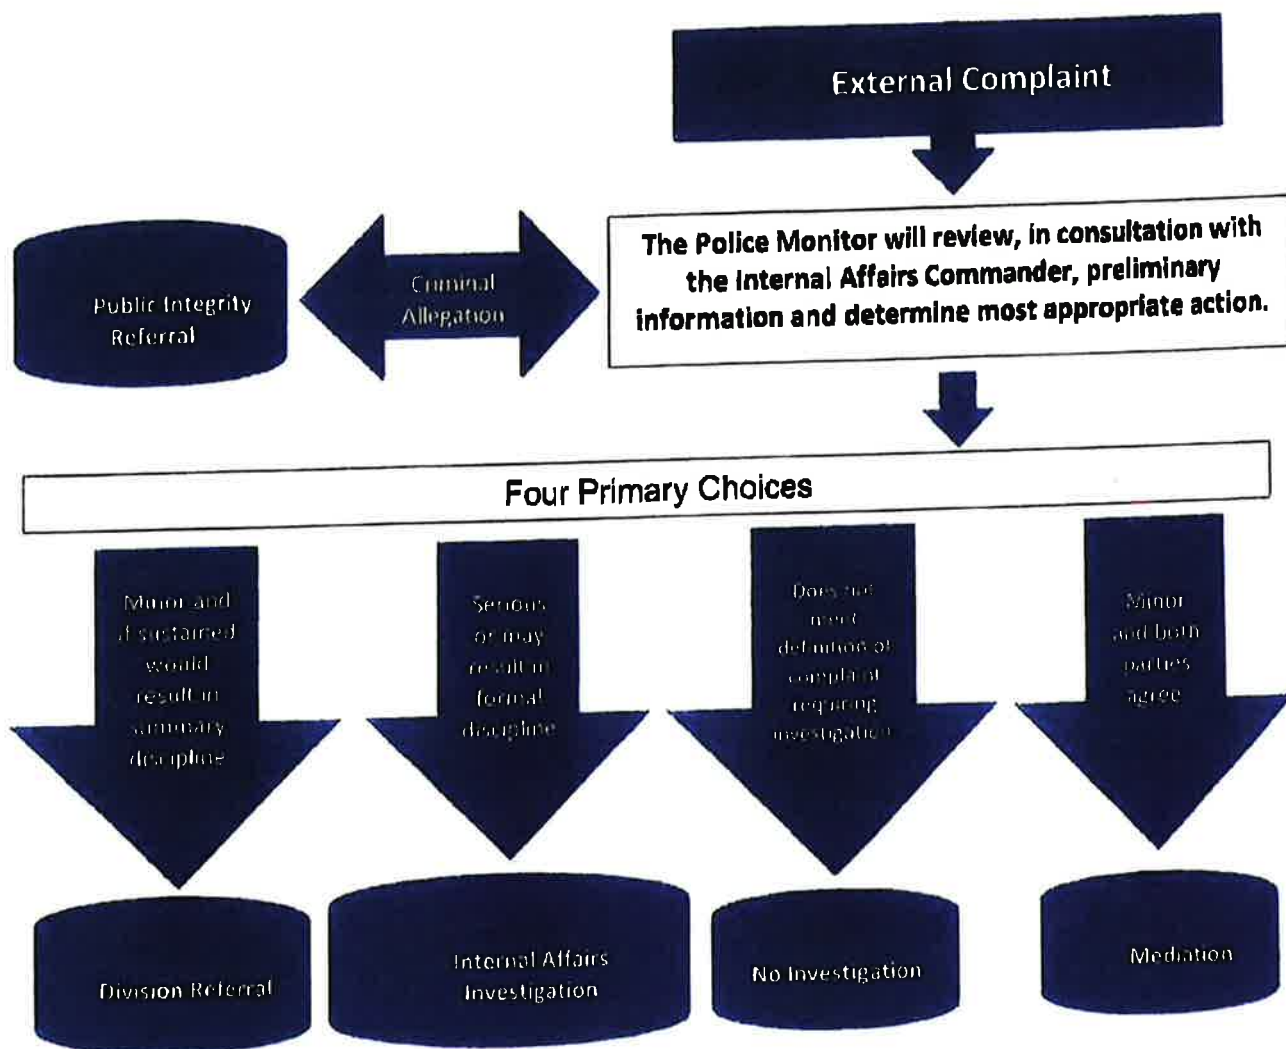 External Complaint
The Police Monitor will review, in consultation with
the Internal Affairs Commander, preliminary
information and determine most appropriate action.
Criminal
Allegation
Public Integrity
Referral
Four Primary Choices
Minor and
if sustained
would
result in
summary
discipline
Serious
or may
result in
formal
discipline
Does not
meet
definition of
complaint
requiring
investigation
Minor
and both
parties
agree
Division Referral
Internal Affairs
Investigation
No Investigation
Mediation